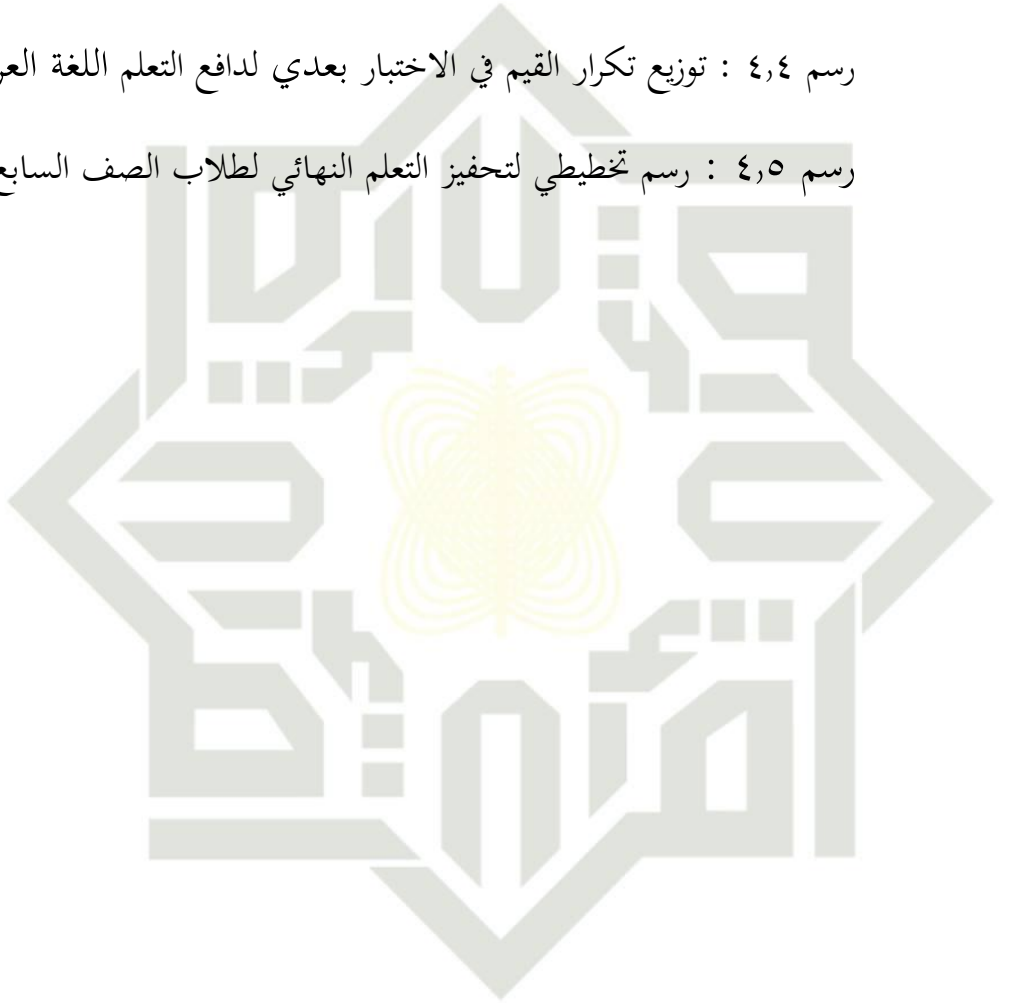 رسم ٤,٤ : توزيع تكرار القيم في الاختبار بعدي لدافع التعلم اللغة
رسم ٤,٥ : رسم تخطيطي لتحفيز التعلم النهائي لطلاب الصف السابع